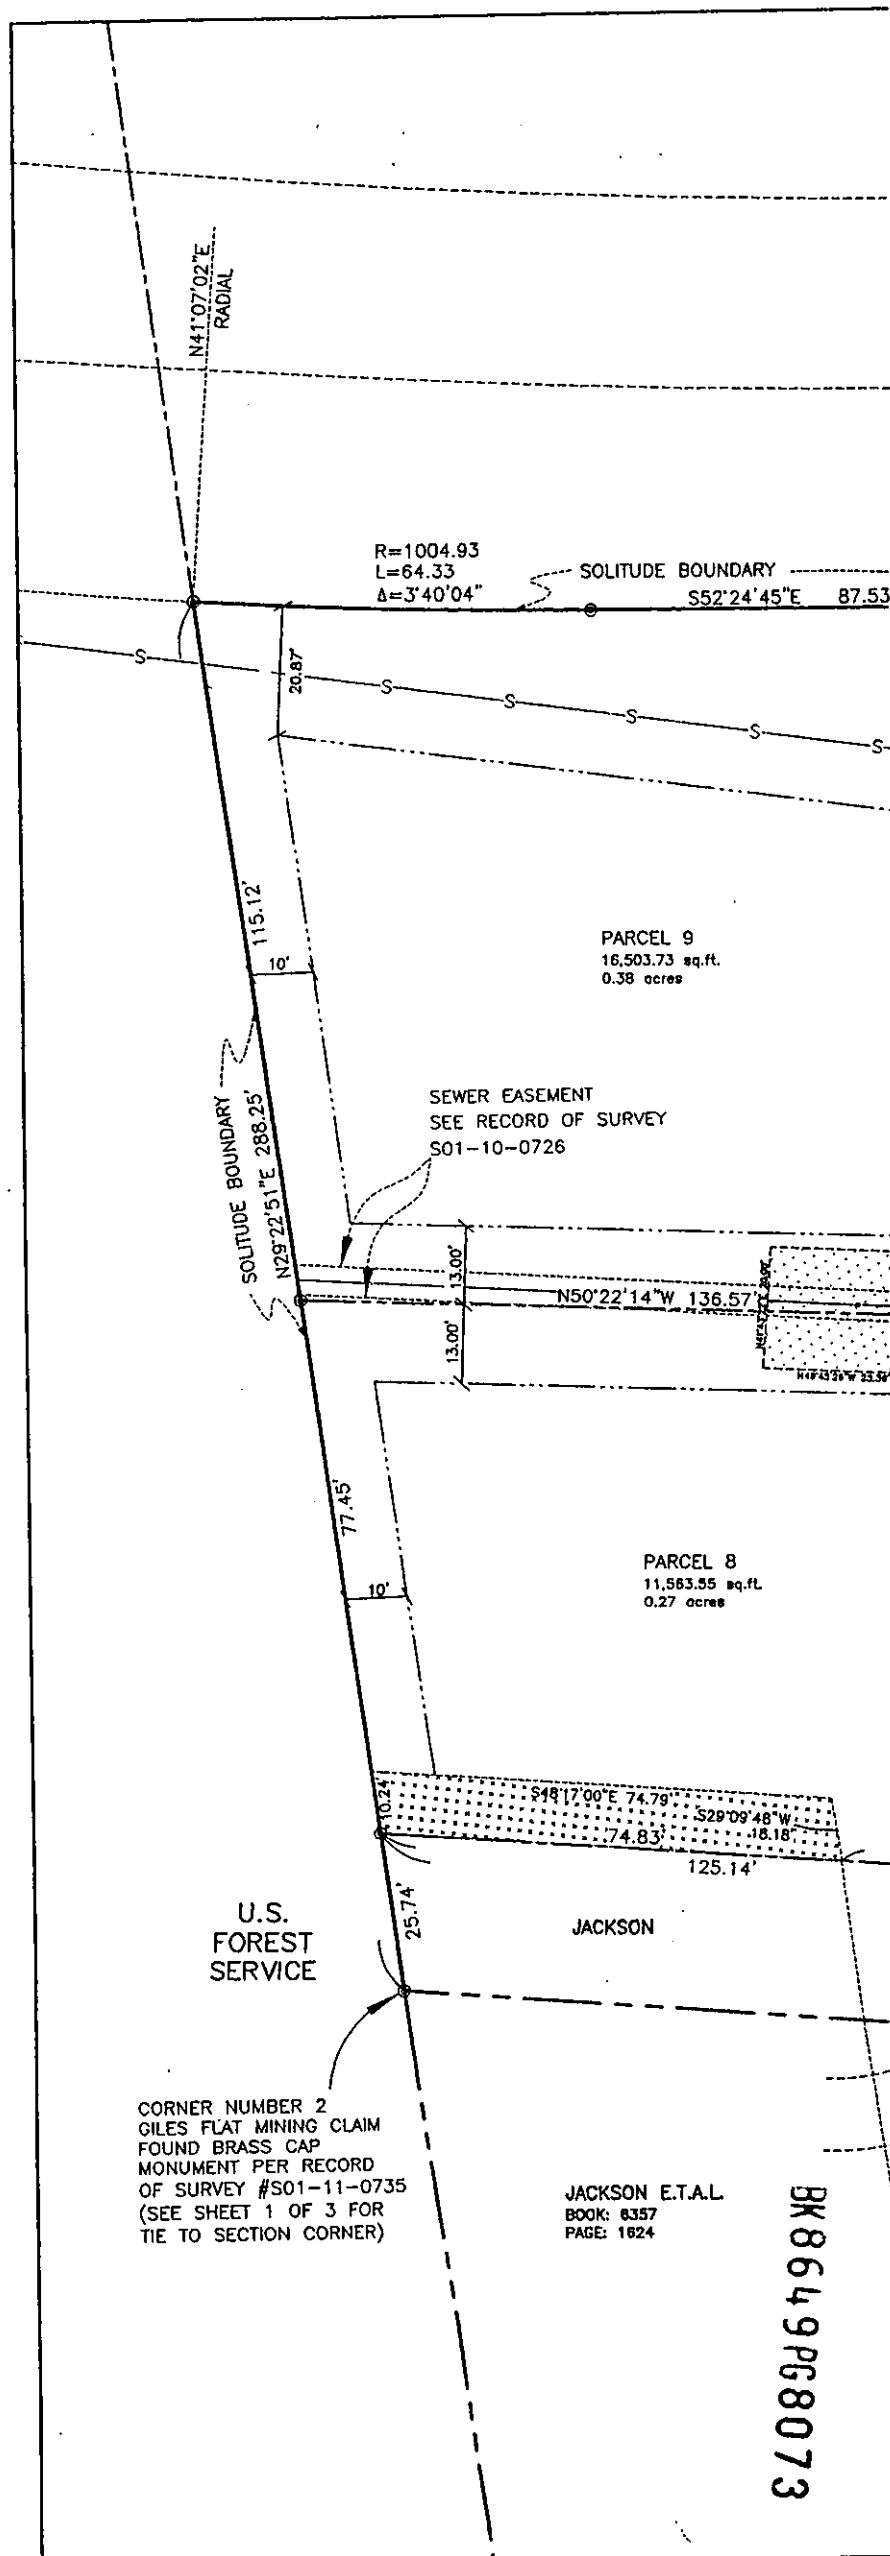 N41°07'02"E
RADIAL
R=1004.93
L=64.33
Δ=3°40'04"
SOLITUDE BOUNDARY
S52°24'45"E 87.53
S
S
S
S
S
S
20.87'
115.12'
10'
PARCEL 9
16,503.73 sq.ft.
0.38 acres
SOLITUDE BOUNDARY
N29°22'51"E 288.25'
SEWER EASEMENT
SEE RECORD OF SURVEY
S01-10-0726
13.00'
N50°22'14"W 136.57'
13.00'
77.45'
10'
PARCEL 8
11,563.55 sq.ft.
0.27 acres
10.24'
S48°17'00"E 74.79'
S29°09'48"W
18.18'
74.83'
125.14'
25.74'
U.S.
FOREST
SERVICE
JACKSON
CORNER NUMBER 2
GILES FLAT MINING CLAIM
FOUND BRASS CAP
MONUMENT PER RECORD
OF SURVEY #S01-11-0735
(SEE SHEET 1 OF 3 FOR
TIE TO SECTION CORNER)
JACKSON E.T.A.L.
BOOK: 6357
PAGE: 1624
BK8649PG8073